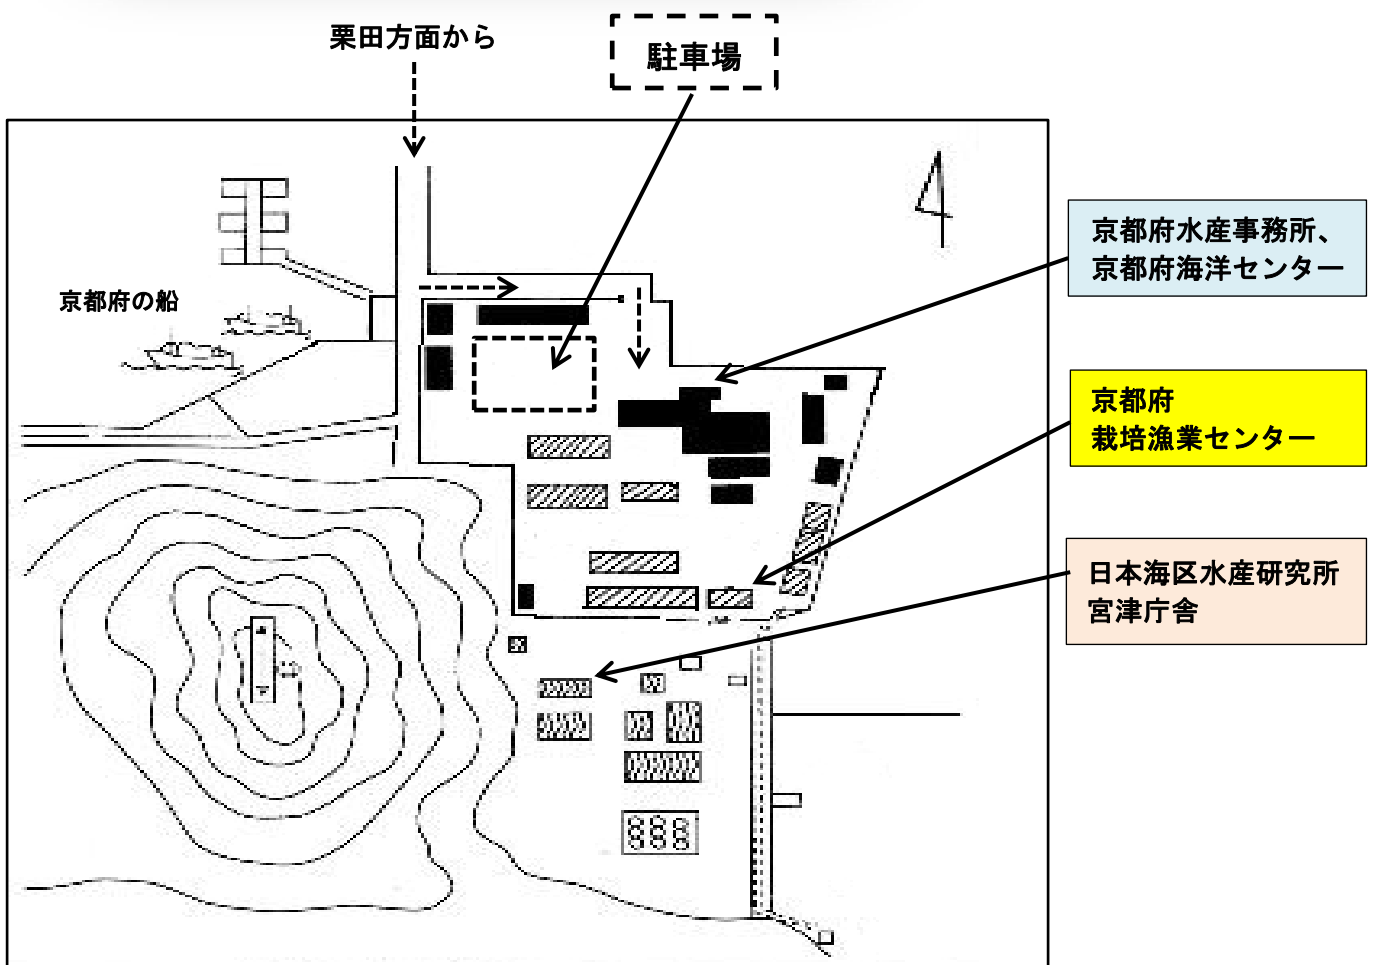 栗田方面から
駐車場
京都府の船
京都府水産事務所、
京都府海洋センター
京都府
栽培漁業センター
日本海区水産研究所
宮津庁舎